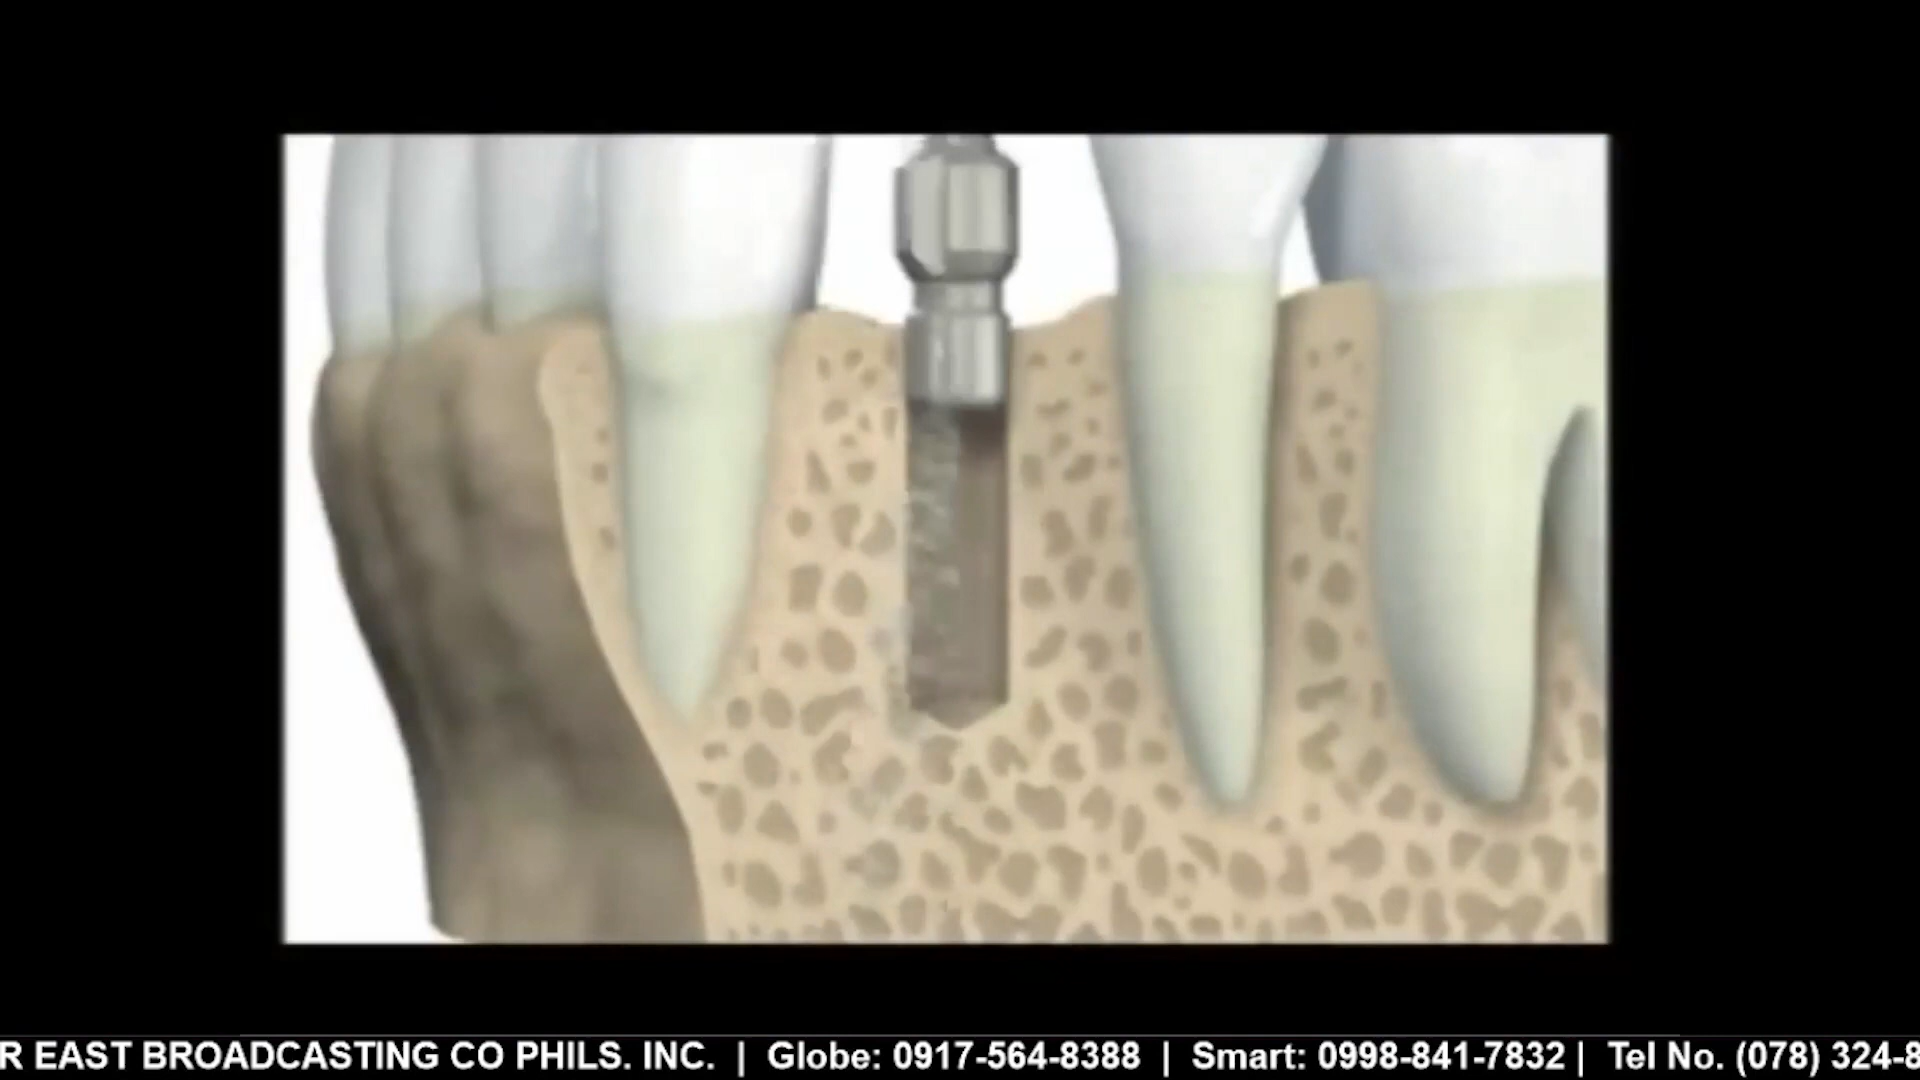 R EAST BROADCASTING CO PHILS. INC. | Globe: 0917-564-8388 | Smart: 0998-841-7832 | Tel No. (078) 324-8